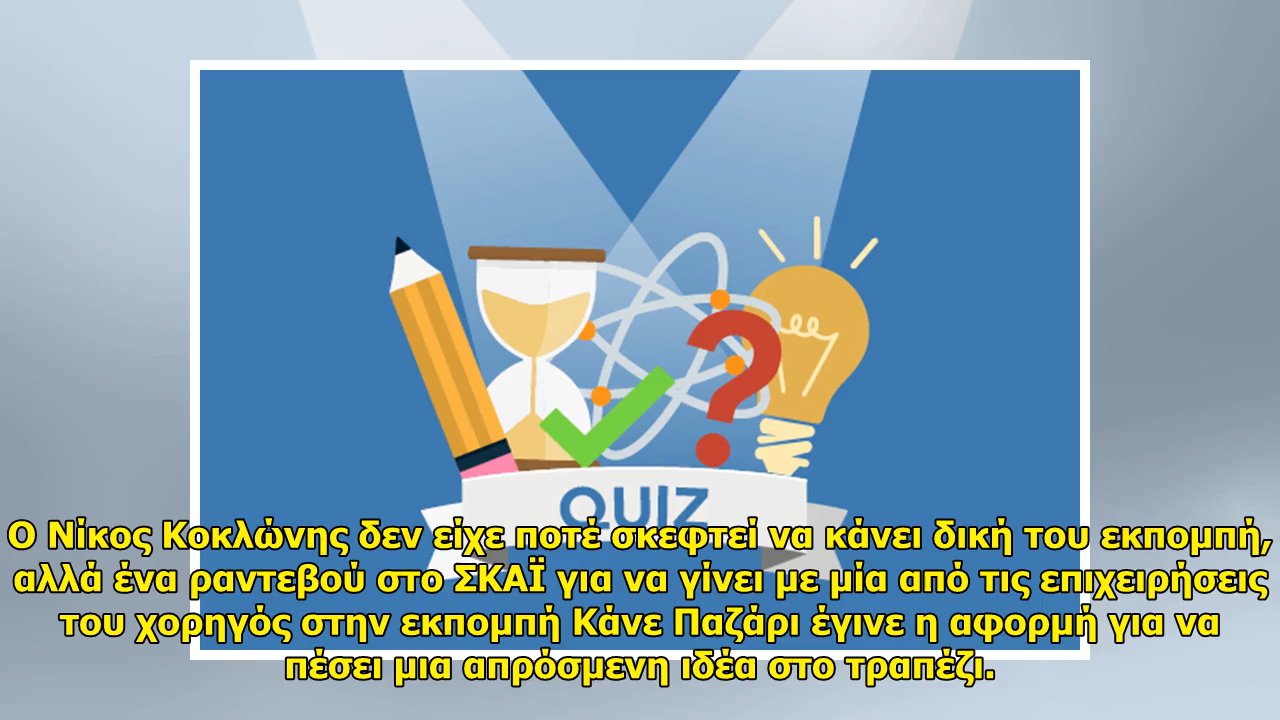 QUIZ
Ο Νίκος Κοκλώνης δεν είχε ποτέ σκεφτεί να κάνει δική του εκπομπή,
αλλά ένα ραντεβού στο ΣΚΑΪ για να γίνει με μία από τις επιχειρήσεις
του χορηγός στην εκπομπή Κάνε Παζάρι έγινε η αφορμή για να
πέσει μια απρόσμενη ιδέα στο τραπέζι.